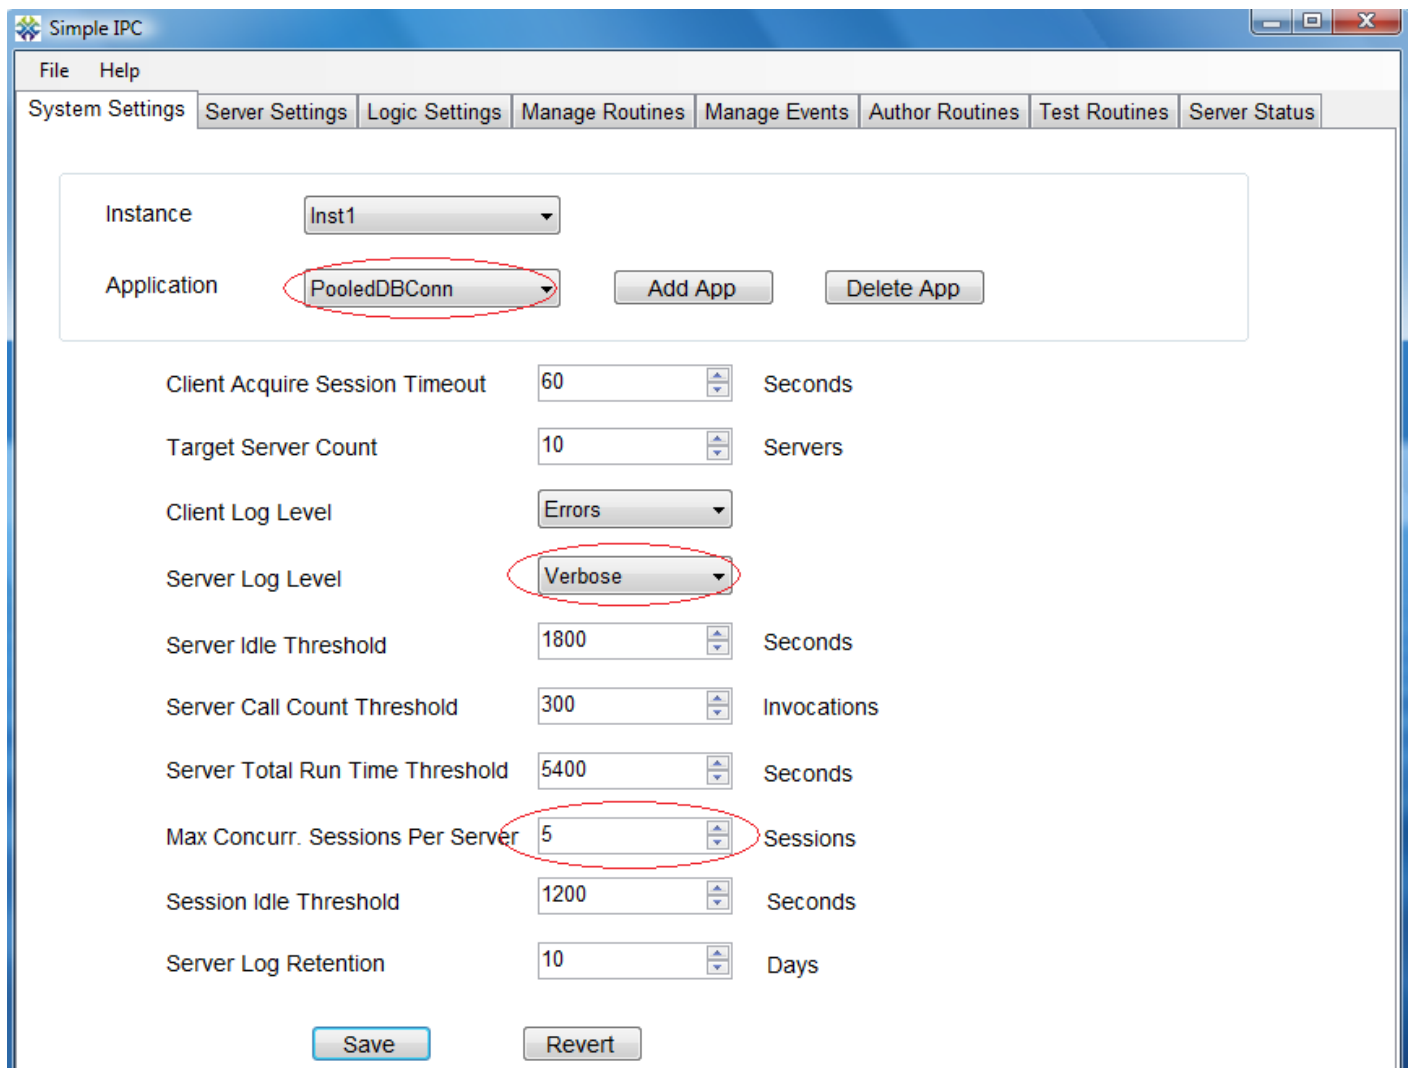 Simple IPC
File Help
System Settings Server Settings Logic Settings Manage Routines Manage Events Author Routines Test Routines Server Status
Instance Inst1
Application PooledDBConn Add App Delete App
Client Acquire Session Timeout 60 Seconds
Target Server Count 10 Servers
Client Log Level Errors
Server Log Level Verbose
Server Idle Threshold 1800 Seconds
Server Call Count Threshold 300 Invocations
Server Total Run Time Threshold 5400 Seconds
Max Concurr. Sessions Per Server 5 Sessions
Session Idle Threshold 1200 Seconds
Server Log Retention 10 Days
Save Revert